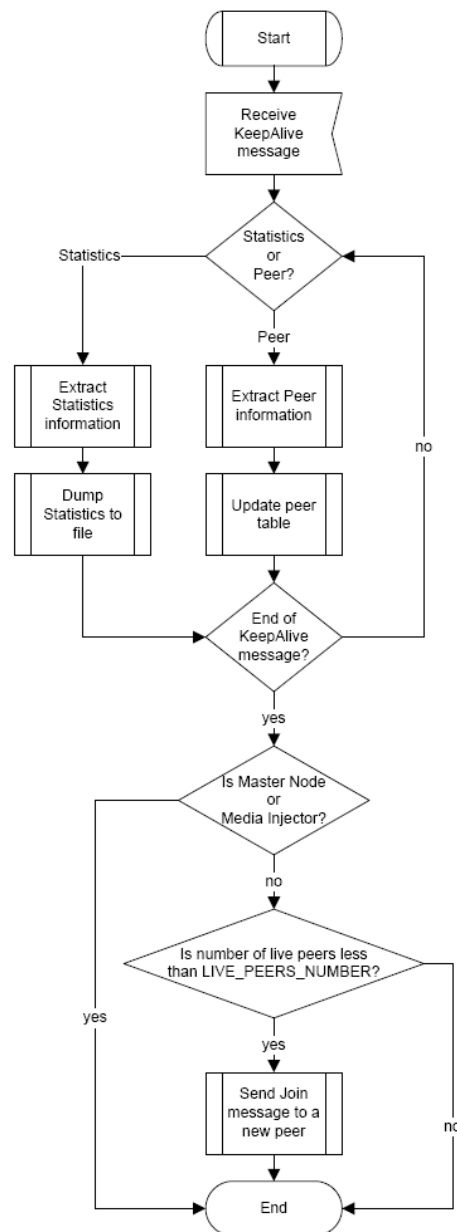 Start
Receive
KeepAlive
message
Statistics
or
Peer?
Statistics
Peer
Extract
Statistics
information
Extract Peer
information
no
Dump
Statistics to
file
Update peer
table
End of
KeepAlive
message?
yes
Is Master Node
or
Media Injector?
no
Is number of live peers less
than LIVE_PEERS_NUMBER?
yes
yes
Send Join
message to a
new peer
no
End